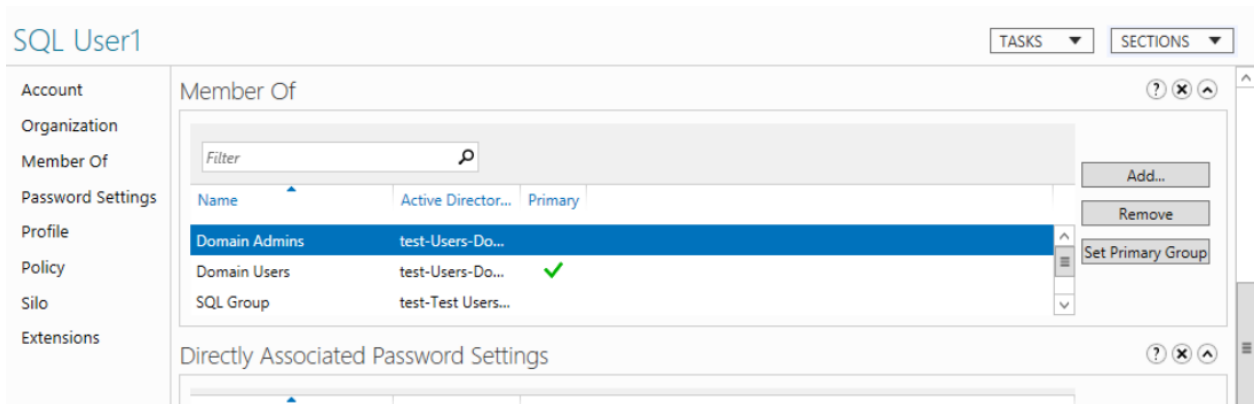 SQL User1
TASKS
SECTIONS
Account
Organization
Member Of
Password Settings
Profile
Policy
Silo
Extensions
Member Of
Filter
Name Active Director... Primary
Domain Admins test-Users-Do...
Domain Users test-Users-Do...
SQL Group test-Test Users...
Add...
Remove
Set Primary Group
Directly Associated Password Settings